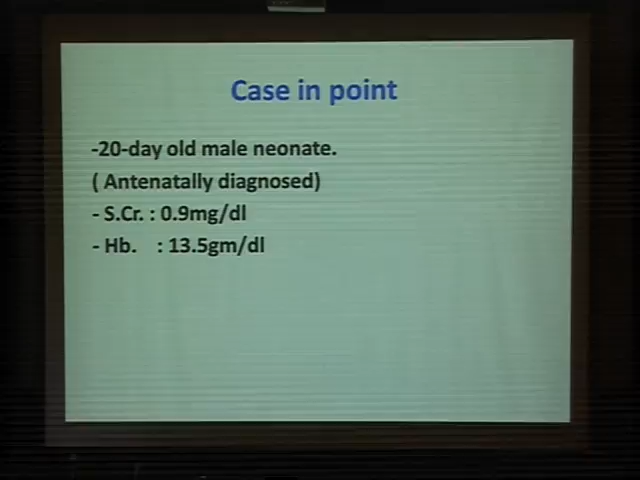 Case in point
-20-day old male neonate.
( Antenatally diagnosed)
- S.Cr. : 0.9mg/dl
- Hb. : 13.5gm/dl